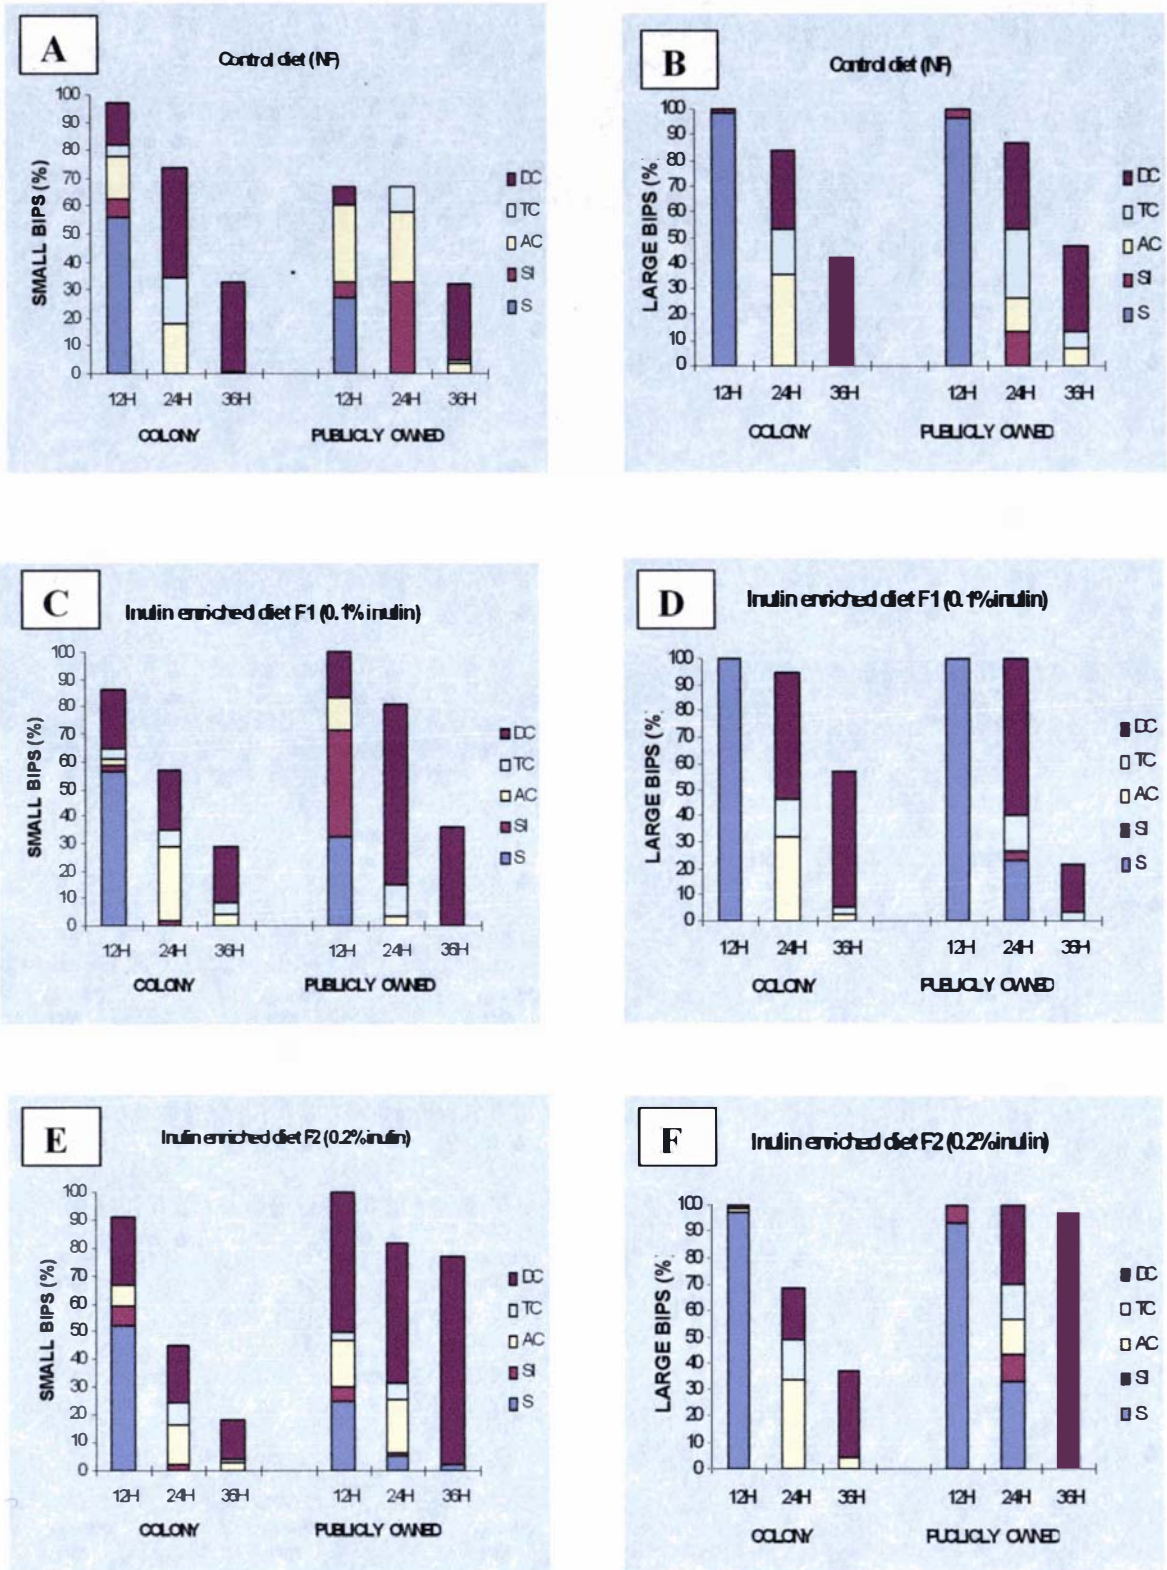 A
Control diet (NF)
SMALL BIPS (%)
100
90
80
70
60
50
40
30
20
10
0
12H 24H 36H 12H 24H 36H
COLONY PUBLICLY OWNED
DC
TC
AC
SI
S
B
Control diet (NF)
LARGE BIPS (%
100
90
80
70
60
50
40
30
20
10
0
12H 24H 36H 12H 24H 36H
COLONY PUBLICLY OWNED
DC
TC
AC
SI
S
C
Inulin enriched diet F1 (0.1% inulin)
SMALL BIPS (%)
100
90
80
70
60
50
40
30
20
10
0
12H 24H 36H 12H 24H 36H
COLONY PUBLICLY OWNED
DC
TC
AC
SI
S
D
Inulin enriched diet F1 (0.1% inulin)
LARGE BIPS (%
100
90
80
70
60
50
40
30
20
10
0
12H 24H 36H 12H 24H 36H
COLONY PUBLICLY OWNED
DC
TC
AC
SI
S
E
Inulin enriched diet F2 (0.2% inulin)
SMALL BIPS (%)
100
90
80
70
60
50
40
30
20
10
0
12H 24H 36H 12H 24H 36H
COLONY PUBLICLY OWNED
DC
TC
AC
SI
S
F
Inulin enriched diet F2 (0.2% inulin)
LARGE BIPS (%
100
90
80
70
60
50
40
30
20
10
0
12H 24H 36H 12H 24H 36H
COLONY PUBLICLY OWNED
DC
TC
AC
SI
S